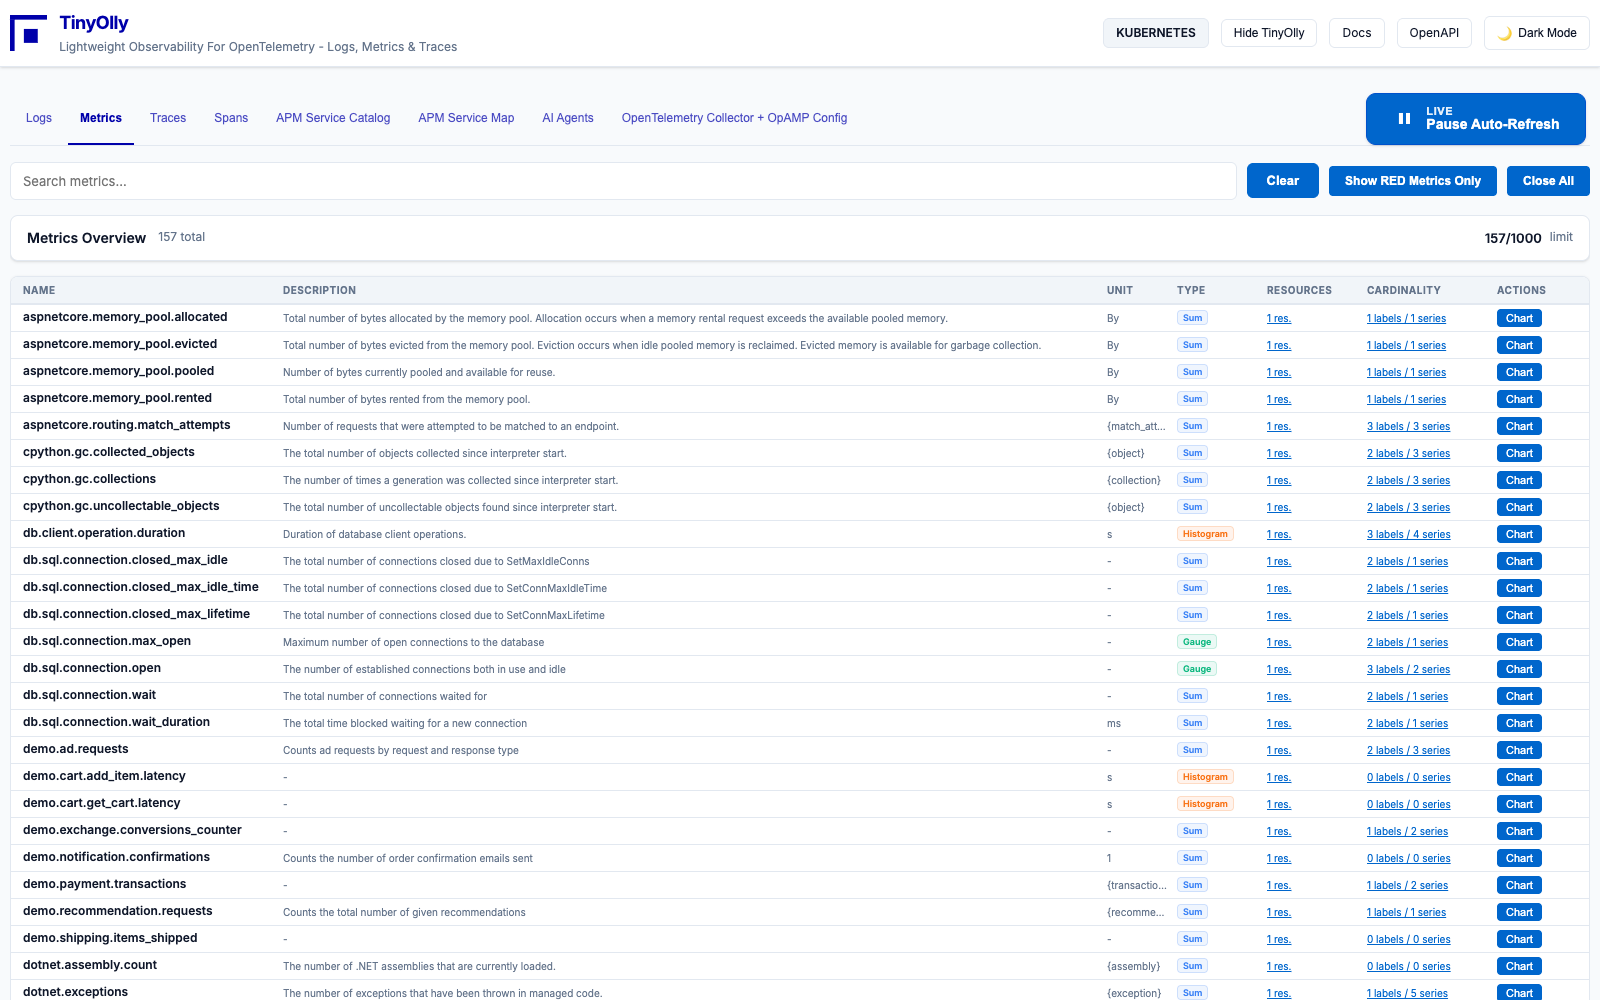 TinyOlly
Lightweight Observability For OpenTelemetry - Logs, Metrics & Traces
KUBERNETES
Hide TinyOlly
Docs
OpenAPI
🌙 Dark Mode
Logs
Metrics
Traces
Spans
APM Service Catalog
APM Service Map
AI Agents
OpenTelemetry Collector + OpAMP Config
LIVE
Pause Auto-Refresh
Search metrics...
Clear
Show RED Metrics Only
Close All
Metrics Overview 157 total
157/1000 limit
NAME DESCRIPTION UNIT TYPE RESOURCES CARDINALITY ACTIONS
aspnetcore.memory_pool.allocated Total number of bytes allocated by the memory pool. Allocation occurs when a memory rental request exceeds the available pooled memory. By Sum 1 res. 1 labels / 1 series Chart
aspnetcore.memory_pool.evicted Total number of bytes evicted from the memory pool. Eviction occurs when idle pooled memory is reclaimed. Evicted memory is available for garbage collection. By Sum 1 res. 1 labels / 1 series Chart
aspnetcore.memory_pool.pooled Number of bytes currently pooled and available for reuse. By Sum 1 res. 1 labels / 1 series Chart
aspnetcore.memory_pool.rented Total number of bytes rented from the memory pool. By Sum 1 res. 1 labels / 1 series Chart
aspnetcore.routing.match_attempts Number of requests that were attempted to be matched to an endpoint. {match_att... Sum 1 res. 3 labels / 3 series Chart
cpython.gc.collected_objects The total number of objects collected since interpreter start. {object} Sum 1 res. 2 labels / 3 series Chart
cpython.gc.collections The number of times a generation was collected since interpreter start. {collection} Sum 1 res. 2 labels / 3 series Chart
cpython.gc.uncollectable_objects The total number of uncollectable objects found since interpreter start. {object} Sum 1 res. 2 labels / 3 series Chart
db.client.operation.duration Duration of database client operations. s Histogram 1 res. 3 labels / 4 series Chart
db.sql.connection.closed_max_idle The total number of connections closed due to SetMaxIdleConns - Sum 1 res. 2 labels / 1 series Chart
db.sql.connection.closed_max_idle_time The total number of connections closed due to SetConnMaxIdleTime - Sum 1 res. 2 labels / 1 series Chart
db.sql.connection.closed_max_lifetime The total number of connections closed due to SetConnMaxLifetime - Sum 1 res. 2 labels / 1 series Chart
db.sql.connection.max_open Maximum number of open connections to the database - Gauge 1 res. 2 labels / 1 series Chart
db.sql.connection.open The number of established connections both in use and idle - Gauge 1 res. 3 labels / 2 series Chart
db.sql.connection.wait The total number of connections waited for - Sum 1 res. 2 labels / 1 series Chart
db.sql.connection.wait_duration The total time blocked waiting for a new connection ms Sum 1 res. 2 labels / 1 series Chart
demo.ad.requests Counts ad requests by request and response type - Sum 1 res. 2 labels / 3 series Chart
demo.cart.add_item.latency - s Histogram 1 res. 0 labels / 0 series Chart
demo.cart.get_cart.latency - s Histogram 1 res. 0 labels / 0 series Chart
demo.exchange.conversions_counter - - Sum 1 res. 1 labels / 2 series Chart
demo.notification.confirmations Counts the number of order confirmation emails sent 1 Sum 1 res. 0 labels / 0 series Chart
demo.payment.transactions - {transactio... Sum 1 res. 1 labels / 2 series Chart
demo.recommendation.requests Counts the total number of given recommendations {recomme... Sum 1 res. 1 labels / 1 series Chart
demo.shipping.items_shipped - - Sum 1 res. 0 labels / 0 series Chart
dotnet.assembly.count The number of .NET assemblies that are currently loaded. {assembly} Sum 1 res. 0 labels / 0 series Chart
dotnet.exceptions The number of exceptions that have been thrown in managed code. {exception} Sum 1 res. 1 labels / 5 series Chart